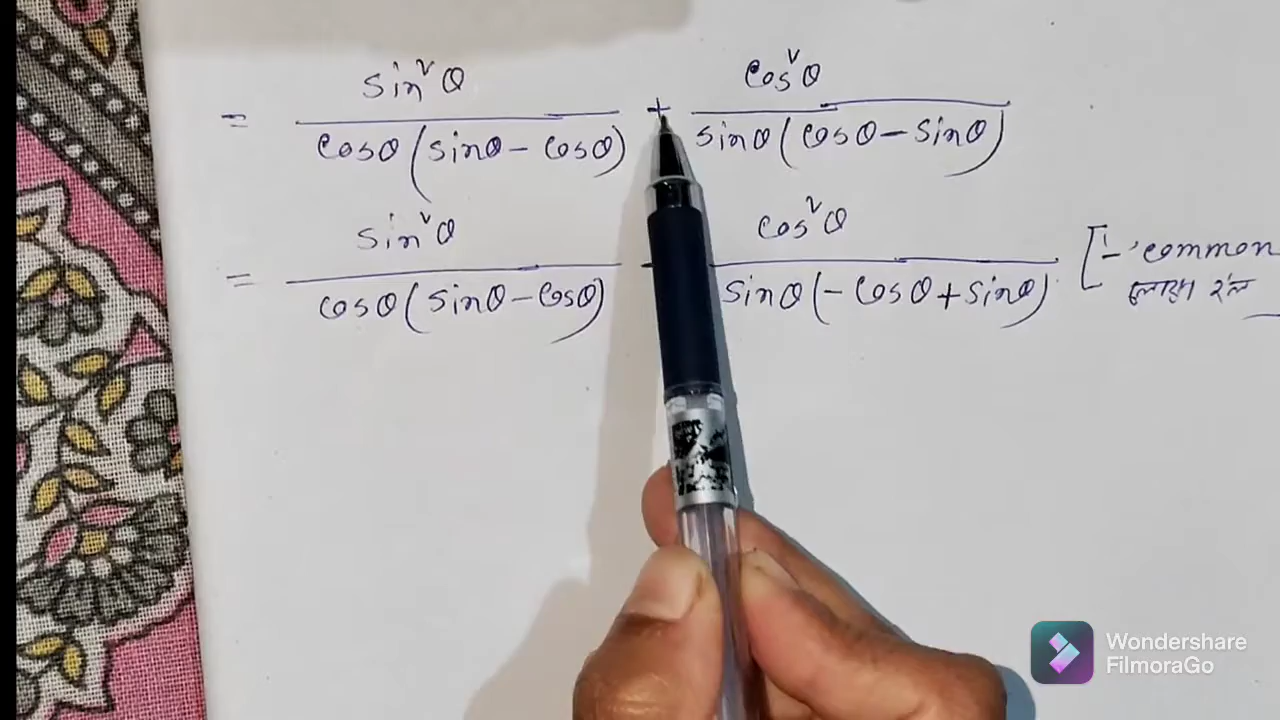 = sin²θ / cosθ(sinθ - cosθ) + cos²θ / sinθ(cosθ - sinθ)
= sin²θ / cosθ(sinθ - cosθ) - cos²θ / sinθ(-cosθ + sinθ) ['-' common
Wondershare
FilmoraGo